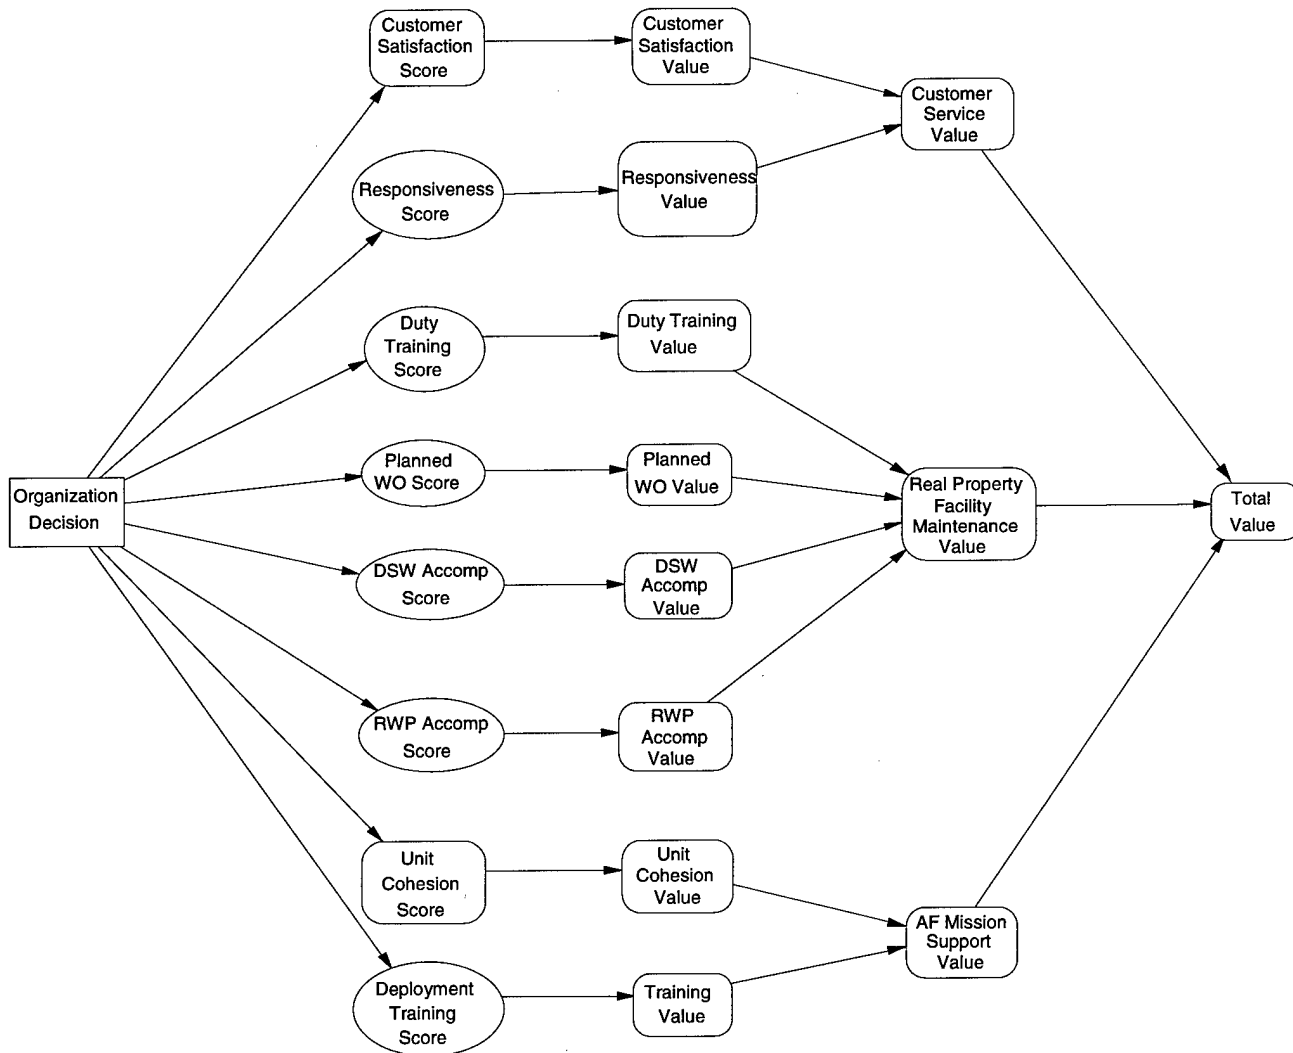 Customer
Satisfaction
Score
Customer
Satisfaction
Value
Customer
Service
Value
Responsiveness
Score
Responsiveness
Value
Duty
Training
Score
Duty Training
Value
Organization
Decision
Planned
WO Score
Planned
WO Value
Real Property
Facility
Maintenance
Value
Total
Value
DSW Accomp
Score
DSW
Accomp
Value
RWP Accomp
Score
RWP
Accomp
Value
Unit
Cohesion
Score
Unit
Cohesion
Value
AF Mission
Support
Value
Deployment
Training
Score
Training
Value